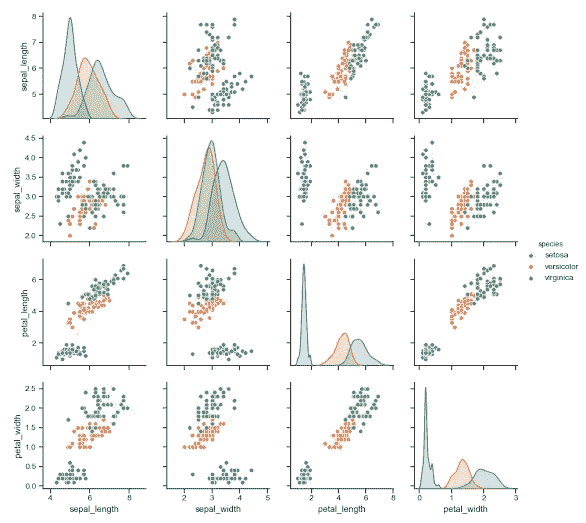 8
7
6
5
sepal_length
4.5
4.0
3.5
3.0
2.5
2.0
sepal_width
species
setosa
versicolor
virginica
6
4
2
petal_length
2.5
2.0
1.5
1.0
0.5
0.0
petal_width
4 6 8 1 2 3 4 5 2 4 6 8 0 1 2 3
sepal_length sepal_width petal_length petal_width